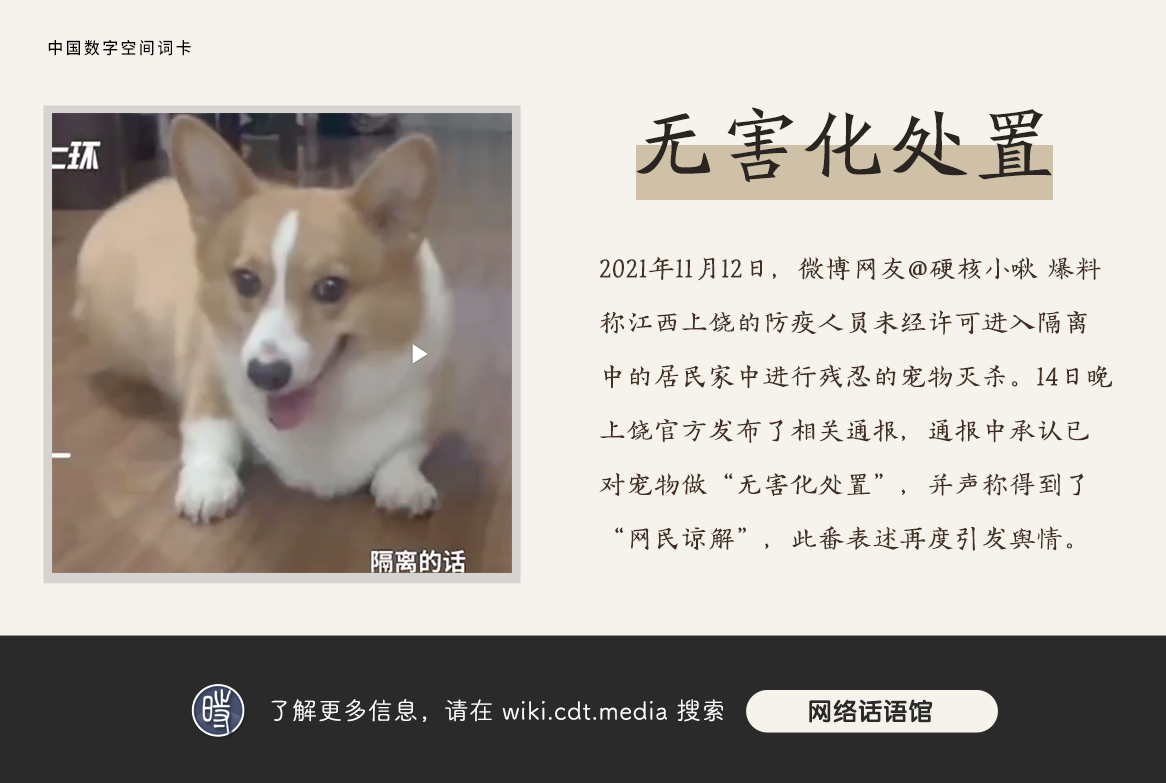 中国数字空间词卡
无害化处置
七环
隔离的话
2021年11月12日，微博网友@硬核小啾 爆料
称江西上饶的防疫人员未经许可进入隔离
中的居民家中进行残忍的宠物灭杀。14日晚
上饶官方发布了相关通报，通报中承认已
对宠物做“无害化处置”，并声称得到了
“网民谅解”，此番表述再度引发舆情。
了解更多信息，请在 wiki.cdt.media 搜索
网络话语馆